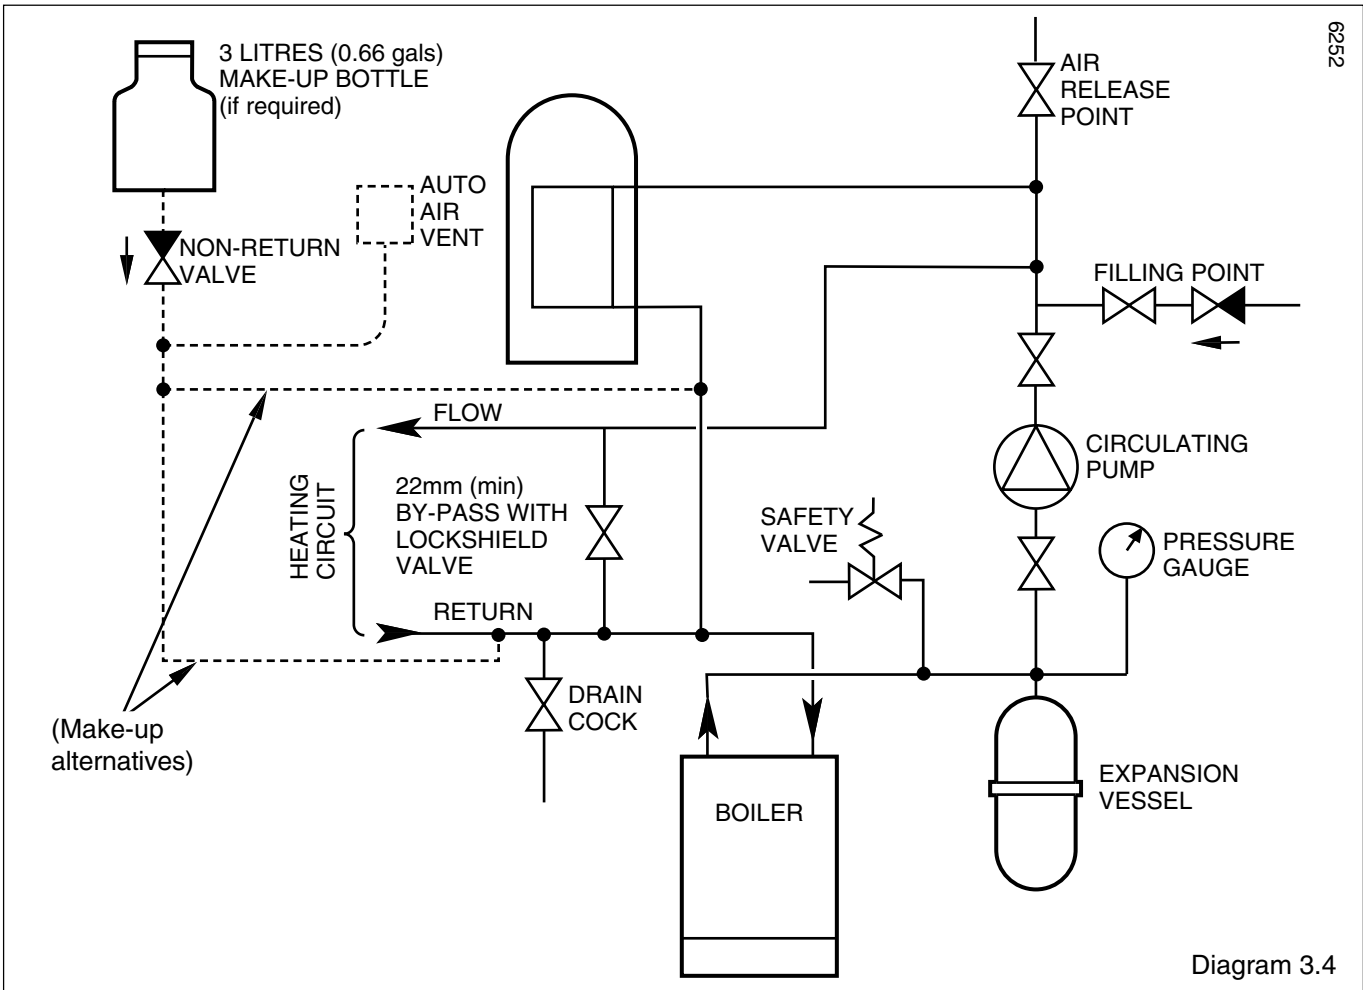 6252
3 LITRES (0.66 gals)
MAKE-UP BOTTLE
(if required)
AIR
RELEASE
POINT
AUTO
AIR
VENT
NON-RETURN
VALVE
FILLING POINT
FLOW
CIRCULATING
PUMP
HEATING
CIRCUIT
22mm (min)
BY-PASS WITH
LOCKSHIELD
VALVE
SAFETY
VALVE
PRESSURE
GAUGE
RETURN
DRAIN
COCK
(Make-up
alternatives)
BOILER
EXPANSION
VESSEL
Diagram 3.4